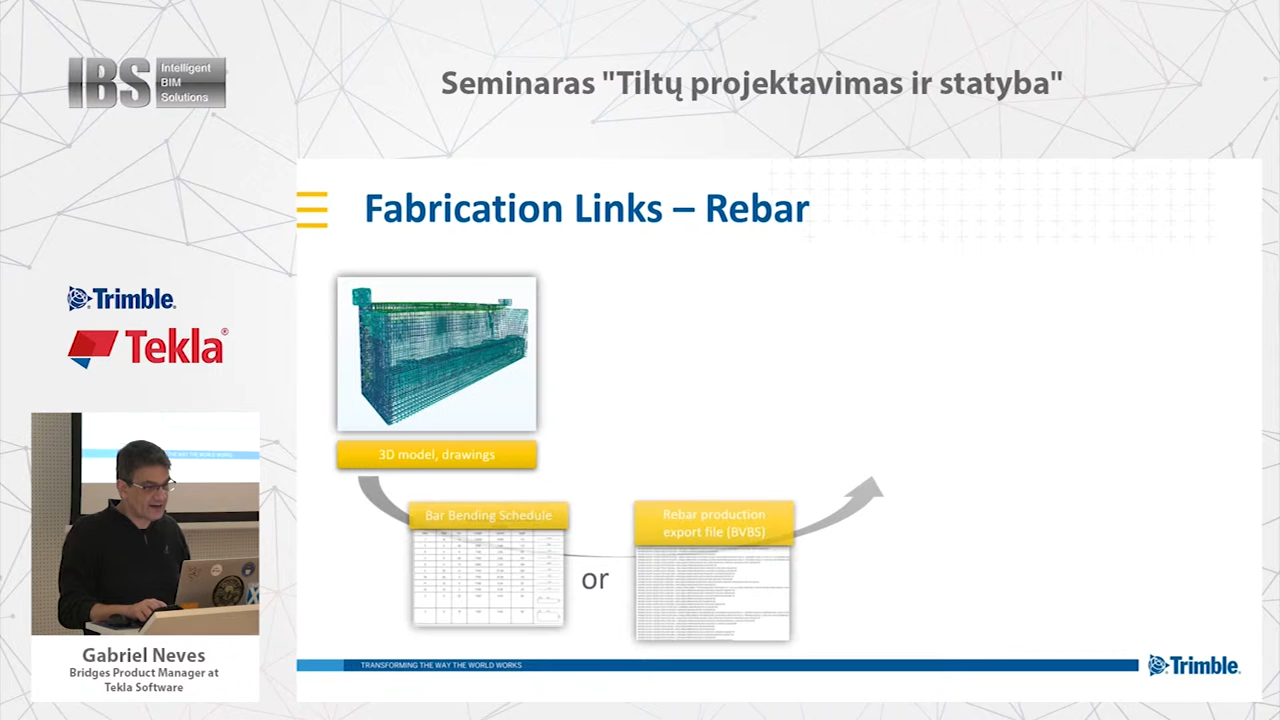 IBS
Intelligent
BIM
Solutions
Seminaras "Tiltų projektavimas ir statyba"
Fabrication Links – Rebar
Trimble
Tekla
3D model, drawings
Bar Bending Schedule
Rebar production
export file (BVBS)
or
Gabriel Neves
Bridges Product Manager at
Tekla Software
TRANSFORMING THE WAY THE WORLD WORKS
Trimble